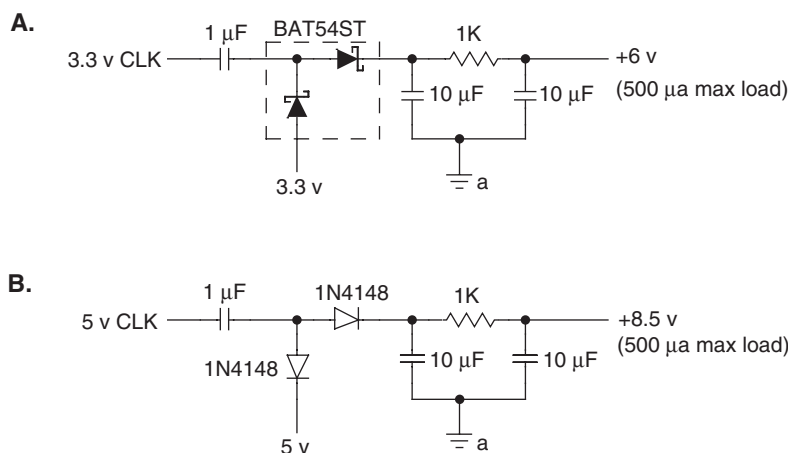 A.
1 μF
BAT54ST
1K
3.3 v CLK
+6 v
10 μF
10 μF
(500 μa max load)
a
3.3 v
B.
1 μF
1N4148
1K
5 v CLK
+8.5 v
1N4148
10 μF
10 μF
(500 μa max load)
a
5 v